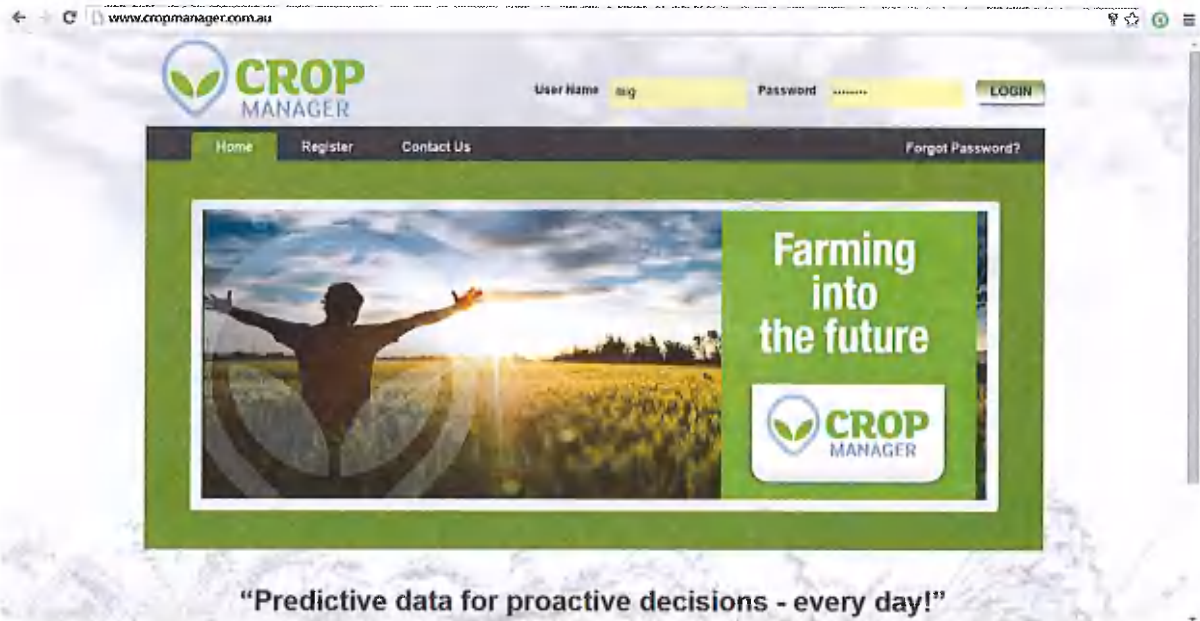 www.cropmanager.com.au
CROP
MANAGER
User Name
Password ········
LOGIN
Home Register Contact Us Forgot Password?
Farming
into
the future
CROP
MANAGER
“Predictive data for proactive decisions - every day!”